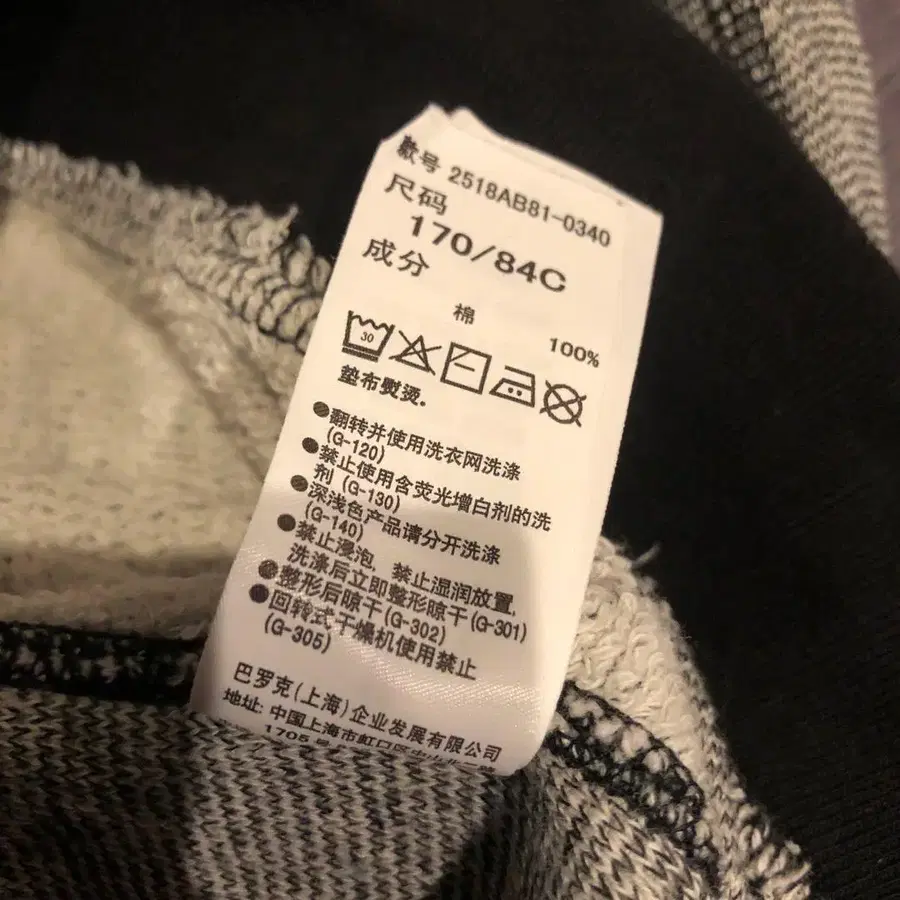 款号 2518AB81-0340
尺码
170/84C
成分
棉
100%
30
垫布熨烫.
●翻转并使用洗衣网洗涤
(G-120)
●禁止使用含荧光增白剂的洗
剂 (G-130)
●深浅色产品请分开洗涤
(G-140)
●禁止浸泡, 禁止湿润放置,
洗涤后立即整形晾干(G-301)
●整形后晾干(G-302)
●回转式干燥机使用禁止
(G-305)
巴罗克(上海)企业发展有限公司
地址: 中国上海市虹口区
1705